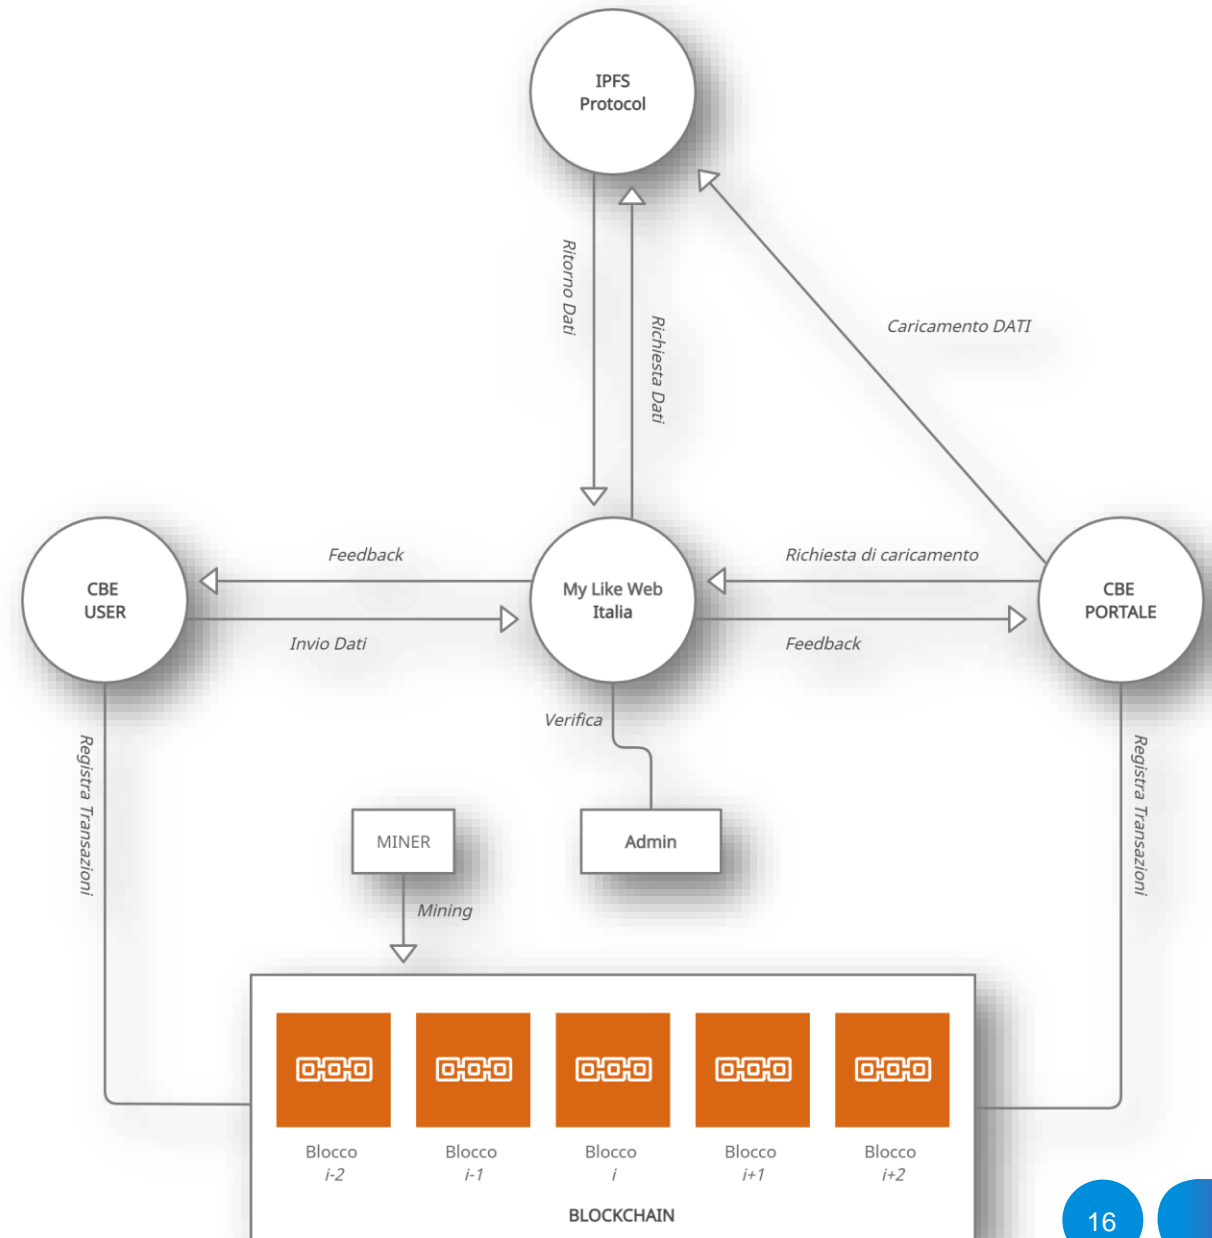 IPFS
Protocol
Ritorno Dati
Richiesta Dati
Caricamento DATI
CBE
USER
Feedback
Invio Dati
My Like Web
Italia
Richiesta di caricamento
Feedback
CBE
PORTALE
Verifica
Registra Transazioni
Registra Transazioni
MINER
Admin
Mining
Blocco
i-2
Blocco
i-1
Blocco
i
Blocco
i+1
Blocco
i+2
BLOCKCHAIN
16